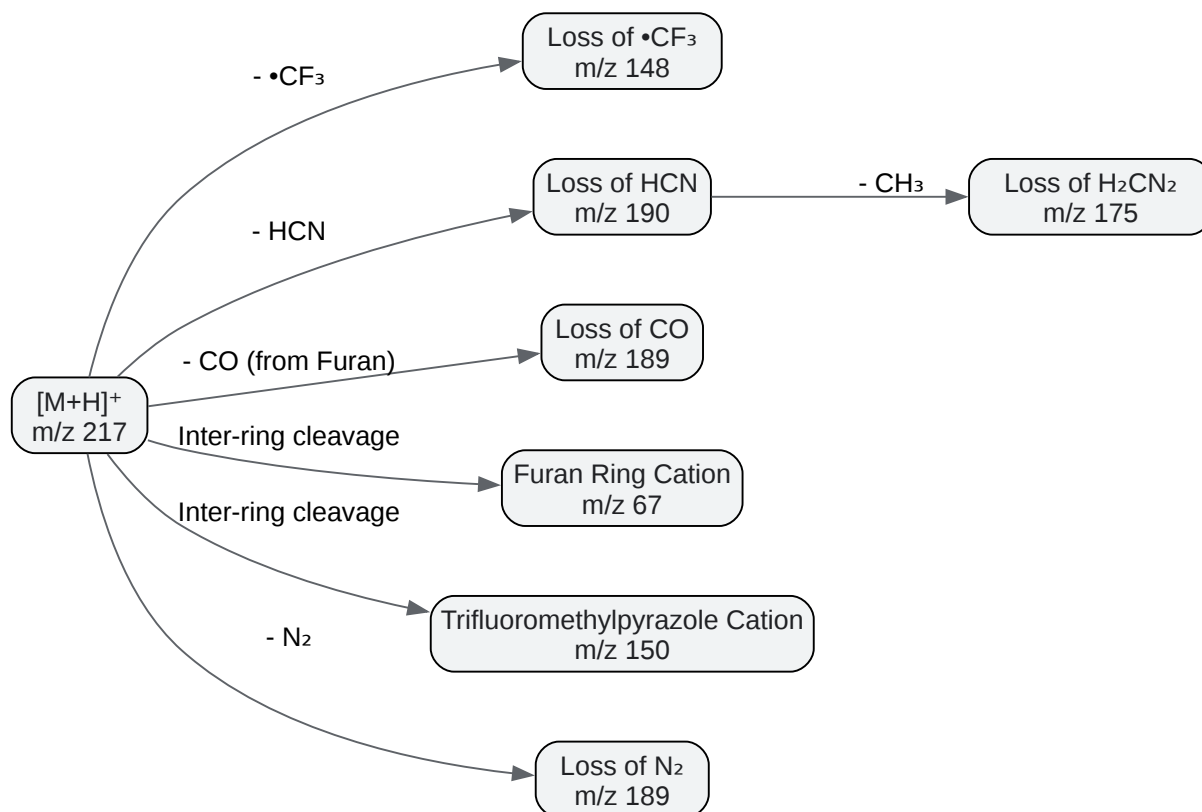 Loss of •CF₃
m/z 148
- •CF₃
Loss of HCN
m/z 190
- CH₃
Loss of H₂CN₂
m/z 175
- HCN
Loss of CO
m/z 189
- CO (from Furan)
[M+H]⁺
m/z 217
Inter-ring cleavage
Furan Ring Cation
m/z 67
Inter-ring cleavage
Trifluoromethylpyrazole Cation
m/z 150
- N₂
Loss of N₂
m/z 189